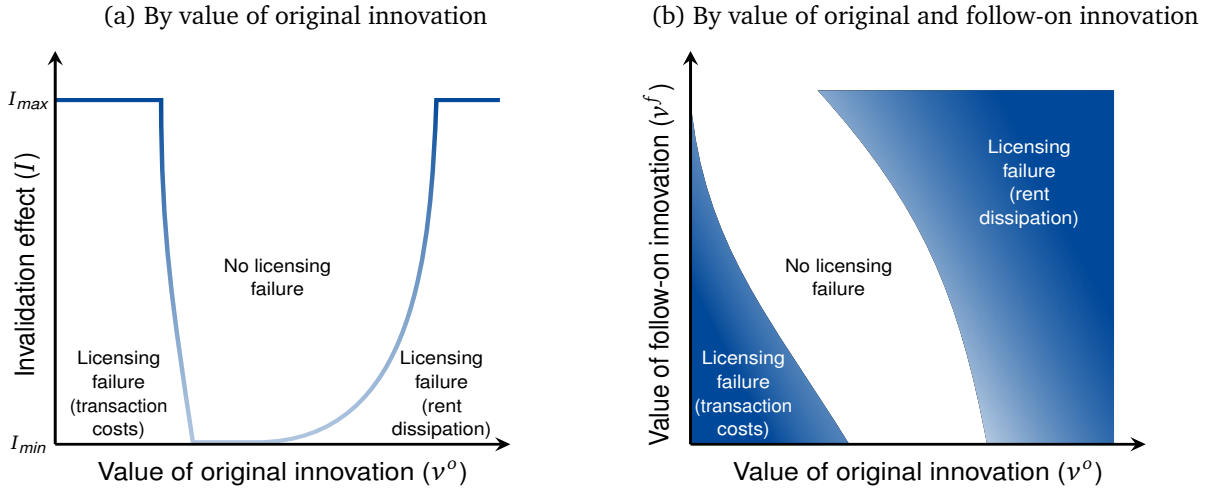 (a) By value of original innovation
Invalidation effect (I)
I_max
No licensing
failure
Licensing
failure
(transaction
costs)
Licensing
failure
(rent
dissipation)
I_min
Value of original innovation (ν^o)
(b) By value of original and follow-on innovation
Value of follow-on innovation (ν^f)
Licensing
failure
(rent
dissipation)
No licensing
failure
Licensing
failure
(transaction
costs)
Value of original innovation (ν^o)